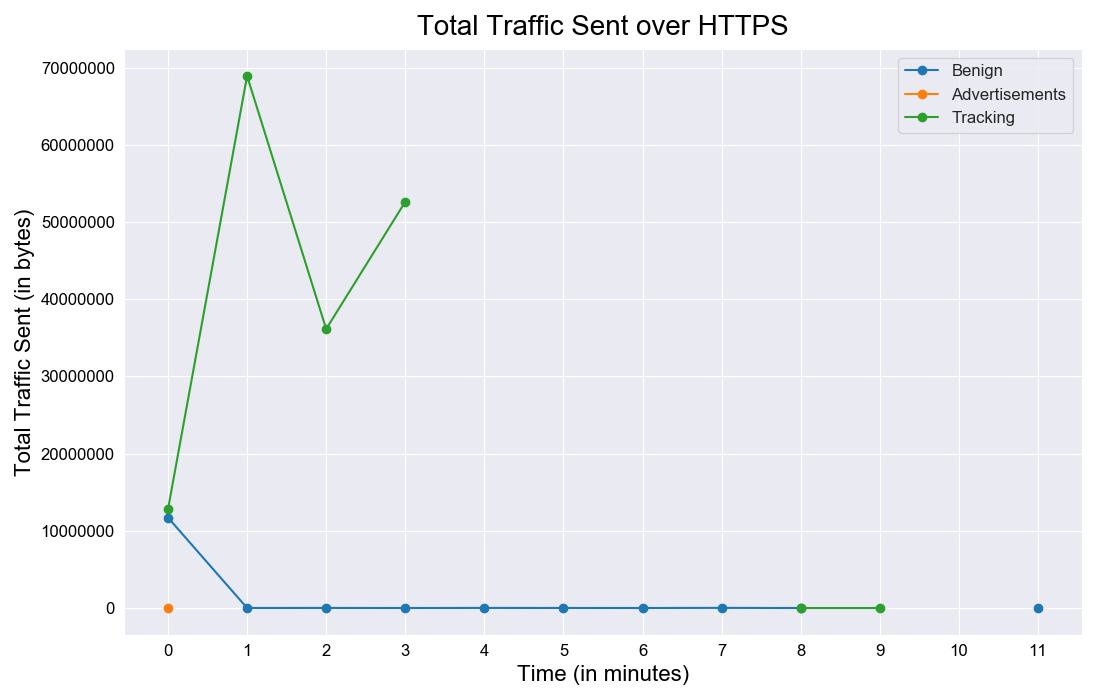 Total Traffic Sent over HTTPS
Benign
Advertisements
Tracking
Total Traffic Sent (in bytes)
70000000
60000000
50000000
40000000
30000000
20000000
10000000
0
0 1 2 3 4 5 6 7 8 9 10 11
Time (in minutes)